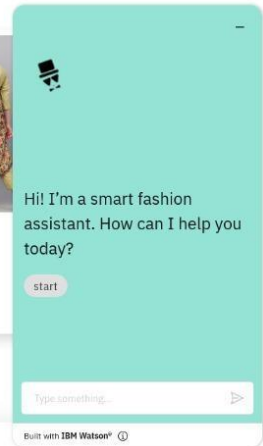 Hi! I'm a smart fashion
assistant. How can I help you
today?
start
Type something...
Built with IBM Watson®